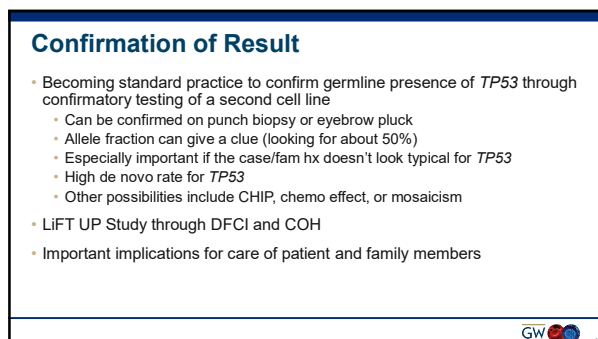 Confirmation of Result
• Becoming standard practice to confirm germline presence of TP53 through
confirmatory testing of a second cell line
• Can be confirmed on punch biopsy or eyebrow pluck
• Allele fraction can give a clue (looking for about 50%)
• Especially important if the case/fam hx doesn't look typical for TP53
• High de novo rate for TP53
• Other possibilities include CHIP, chemo effect, or mosaicism
• LiFT UP Study through DFCI and COH
• Important implications for care of patient and family members
GW